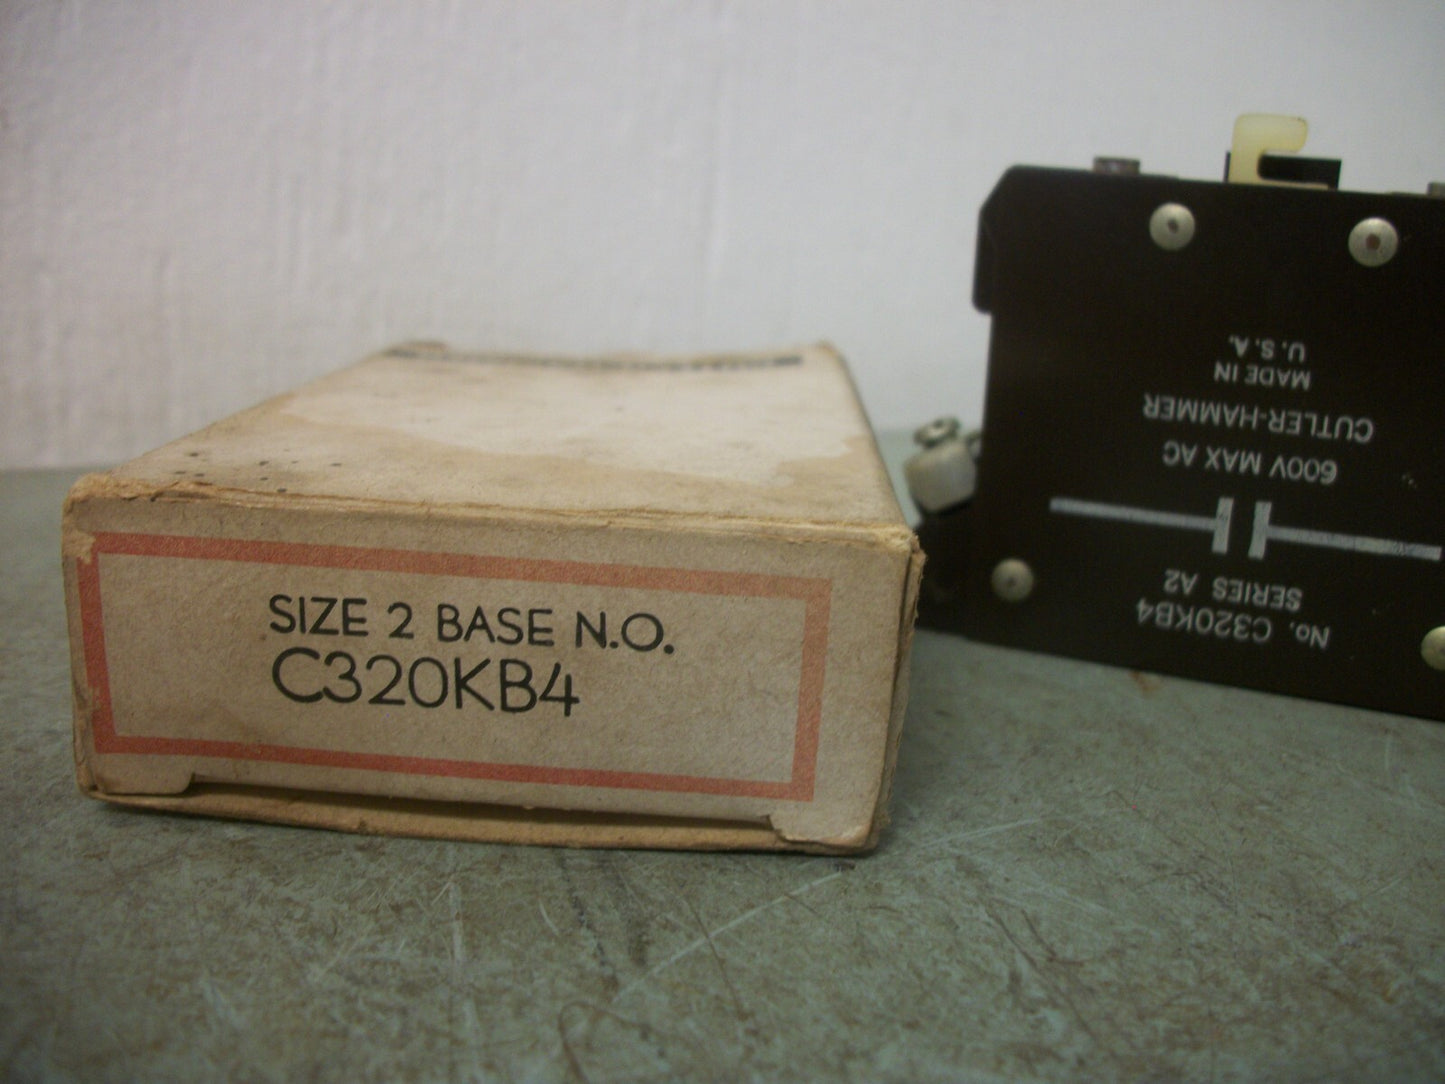 SIZE 2 BASE N.O.
C320KB4
No. C320KB4
SERIES A2
600V MAX AC
CUTLER-HAMMER
MADE IN
U.S.A.